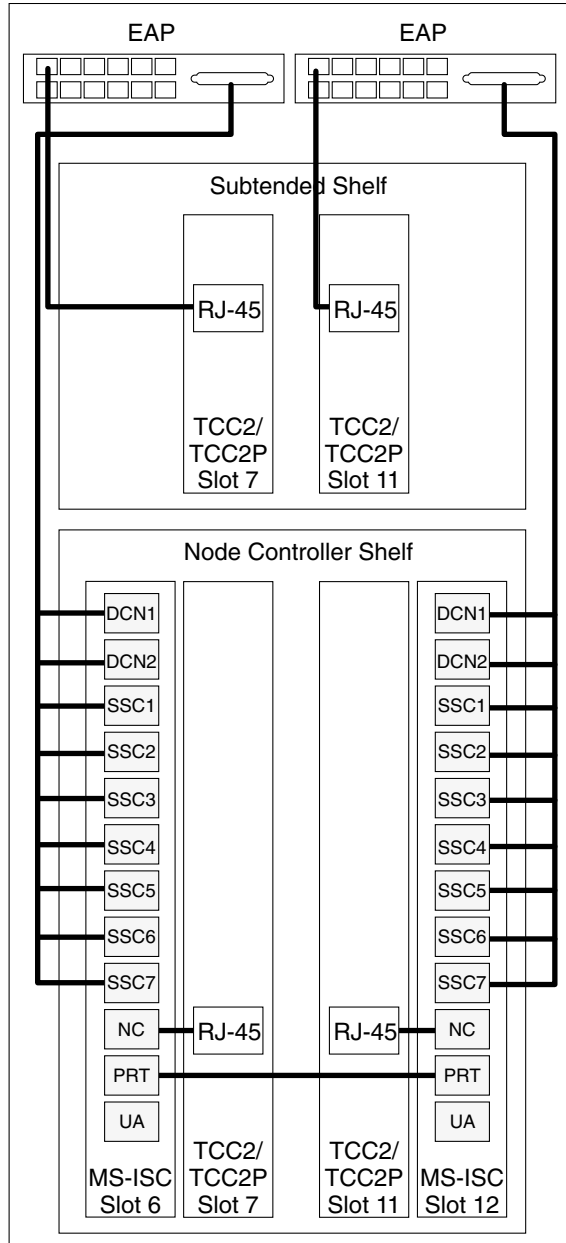 EAP EAP
Subtended Shelf
RJ-45 RJ-45
TCC2/ TCC2/
TCC2P TCC2P
Slot 7 Slot 11
Node Controller Shelf
DCN1 DCN1
DCN2 DCN2
SSC1 SSC1
SSC2 SSC2
SSC3 SSC3
SSC4 SSC4
SSC5 SSC5
SSC6 SSC6
SSC7 SSC7
NC RJ-45 RJ-45 NC
PRT PRT
UA UA
MS-ISC
Slot 6
TCC2/
TCC2P
Slot 7
TCC2/
TCC2P
Slot 11
MS-ISC
Slot 12